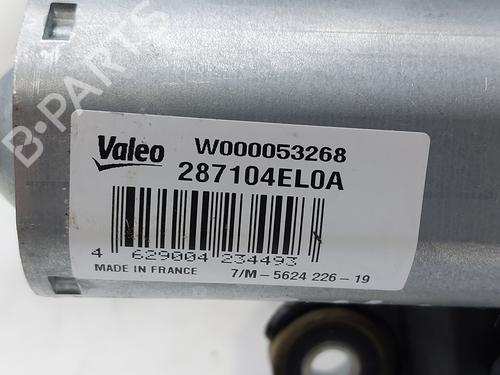 B-PARTS
Valeo W000053268
287104EL0A
4 629004 234493
MADE IN FRANCE 7/M-5624 226-19